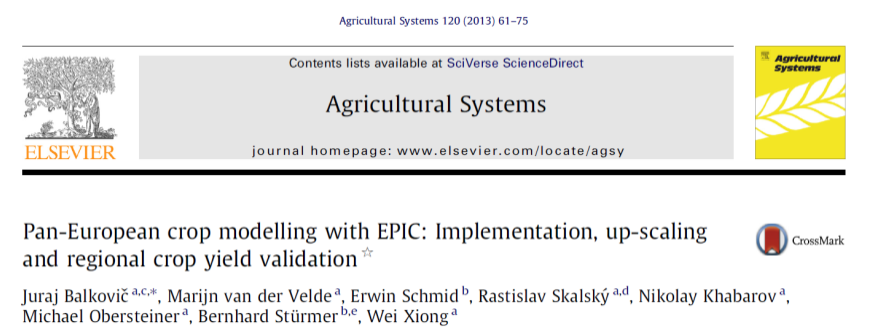 Agricultural Systems 120 (2013) 61–75
Contents lists available at SciVerse ScienceDirect
Agricultural Systems
journal homepage: www.elsevier.com/locate/agsy
ELSEVIER
Agricultural
Systems
Pan-European crop modelling with EPIC: Implementation, up-scaling
and regional crop yield validation ☆
CrossMark
Juraj Balkovič a,c,*, Marijn van der Velde a, Erwin Schmid b, Rastislav Skalský a,d, Nikolay Khabarov a,
Michael Obersteiner a, Bernhard Stürmer b,e, Wei Xiong a